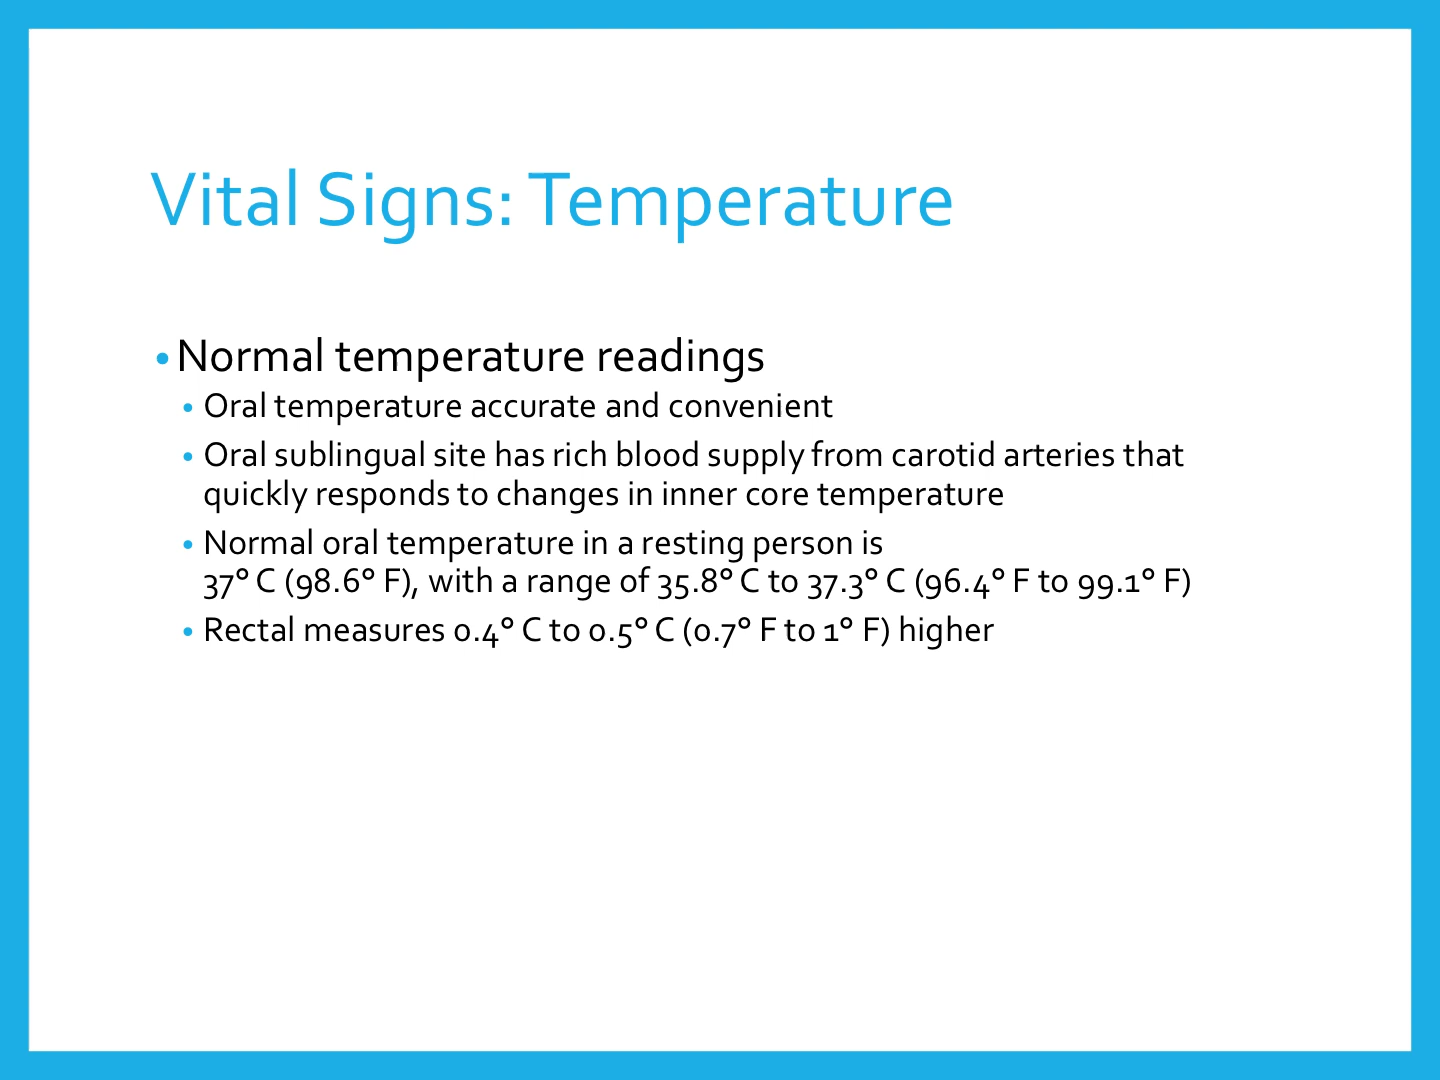 Vital Signs: Temperature
• Normal temperature readings
• Oral temperature accurate and convenient
• Oral sublingual site has rich blood supply from carotid arteries that
quickly responds to changes in inner core temperature
• Normal oral temperature in a resting person is
37° C (98.6° F), with a range of 35.8° C to 37.3° C (96.4° F to 99.1° F)
• Rectal measures 0.4° C to 0.5° C (0.7° F to 1° F) higher